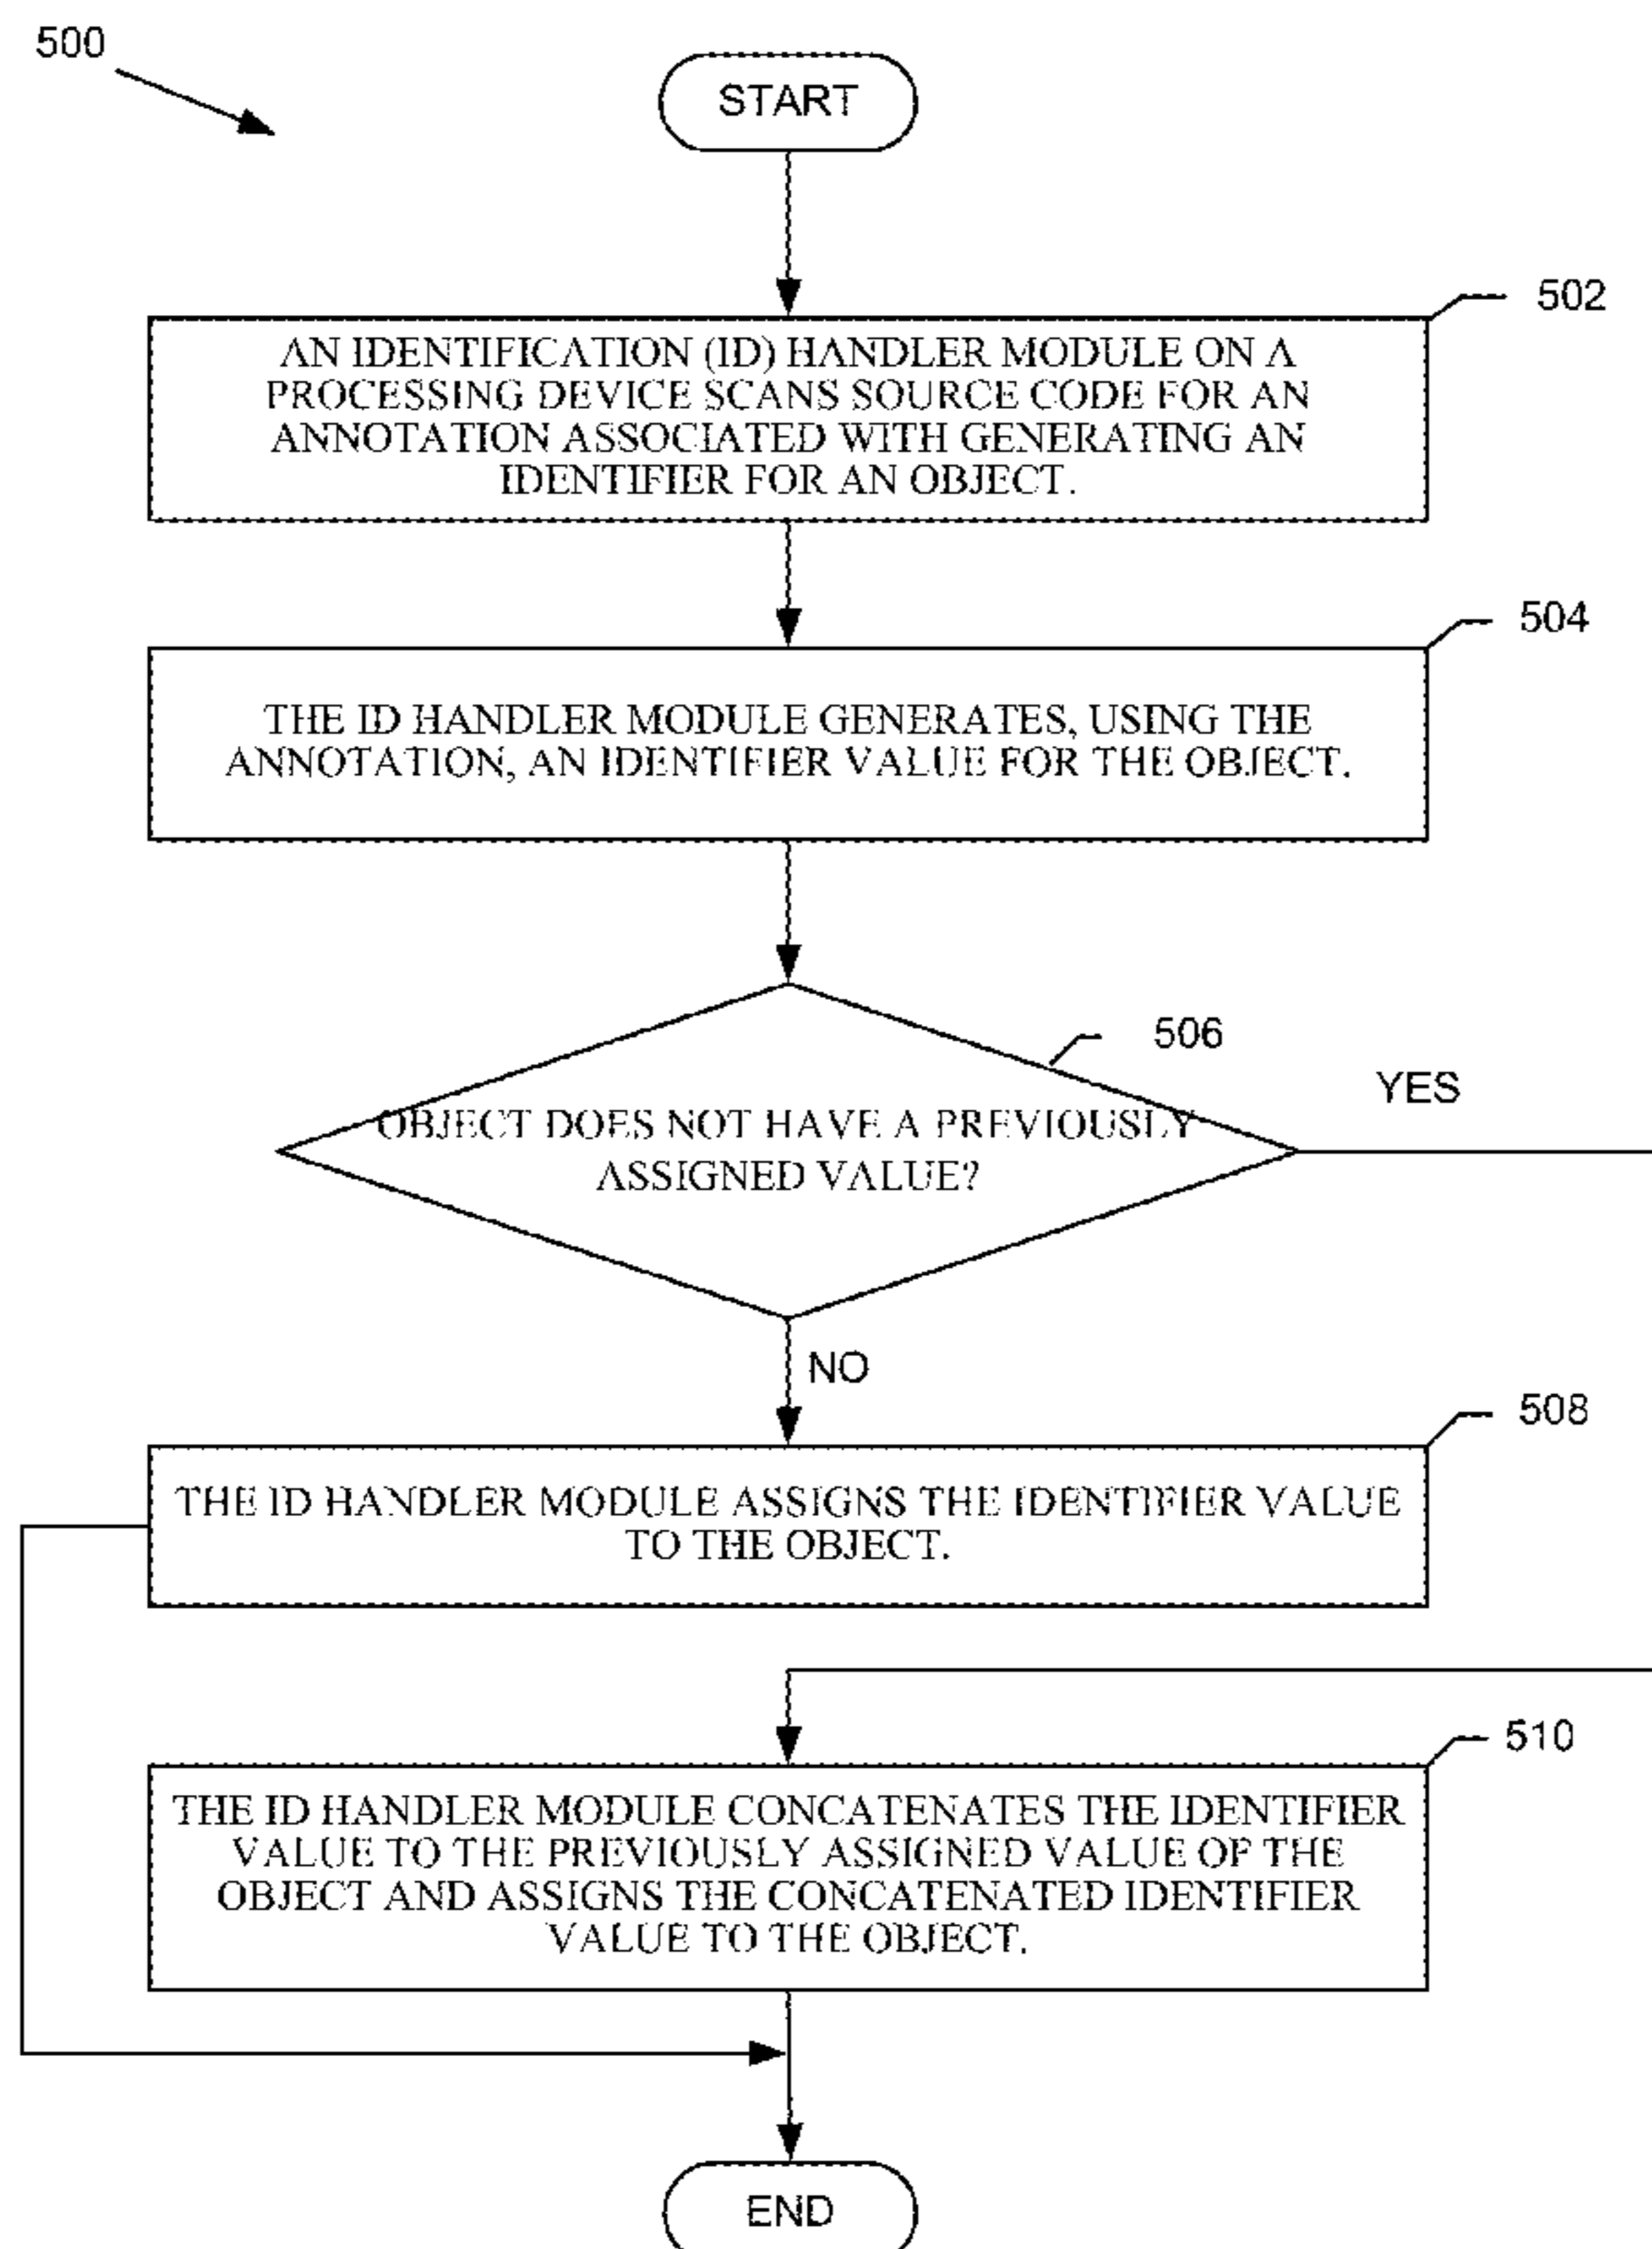 500
START
502
AN IDENTIFICATION (ID) HANDLER MODULE ON A
PROCESSING DEVICE SCANS SOURCE CODE FOR AN
ANNOTATION ASSOCIATED WITH GENERATING AN
IDENTIFIER FOR AN OBJECT.
504
THE ID HANDLER MODULE GENERATES, USING THE
ANNOTATION, AN IDENTIFIER VALUE FOR THE OBJECT.
506
YES
OBJECT DOES NOT HAVE A PREVIOUSLY
ASSIGNED VALUE?
NO
508
THE ID HANDLER MODULE ASSIGNS THE IDENTIFIER VALUE
TO THE OBJECT.
510
THE ID HANDLER MODULE CONCATENATES THE IDENTIFIER
VALUE TO THE PREVIOUSLY ASSIGNED VALUE OF THE
OBJECT AND ASSIGNS THE CONCATENATED IDENTIFIER
VALUE TO THE OBJECT.
END